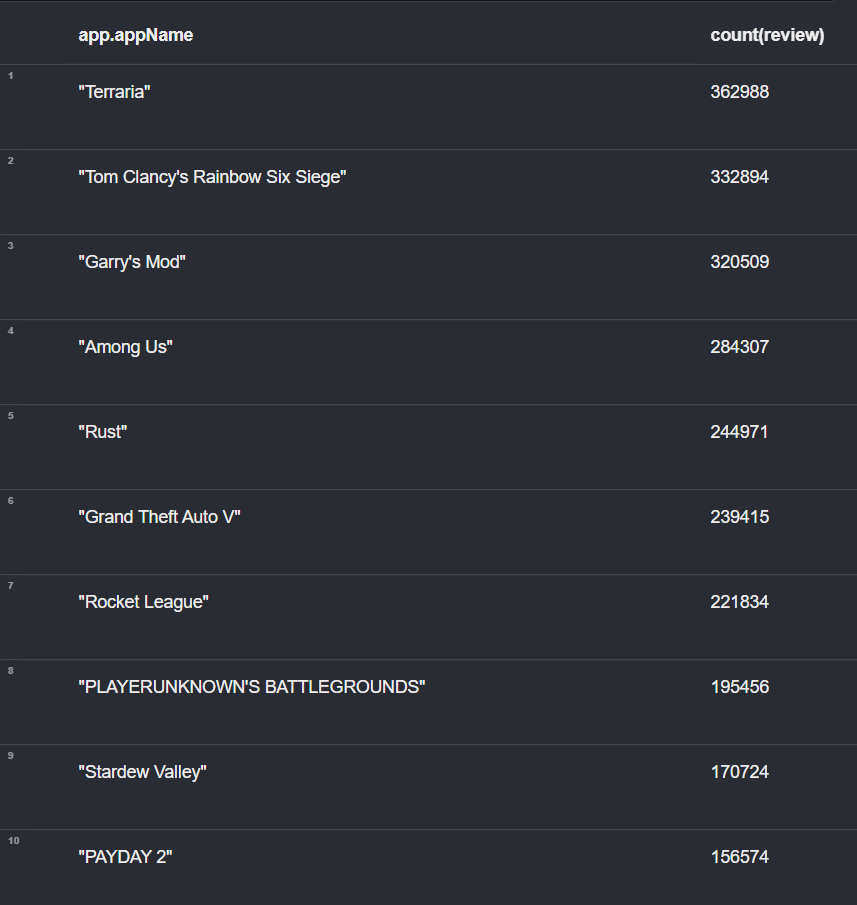 app.appName count(review)
1
"Terraria" 362988
2
"Tom Clancy's Rainbow Six Siege" 332894
3
"Garry's Mod" 320509
4
"Among Us" 284307
5
"Rust" 244971
6
"Grand Theft Auto V" 239415
7
"Rocket League" 221834
8
"PLAYERUNKNOWN'S BATTLEGROUNDS" 195456
9
"Stardew Valley" 170724
10
"PAYDAY 2" 156574